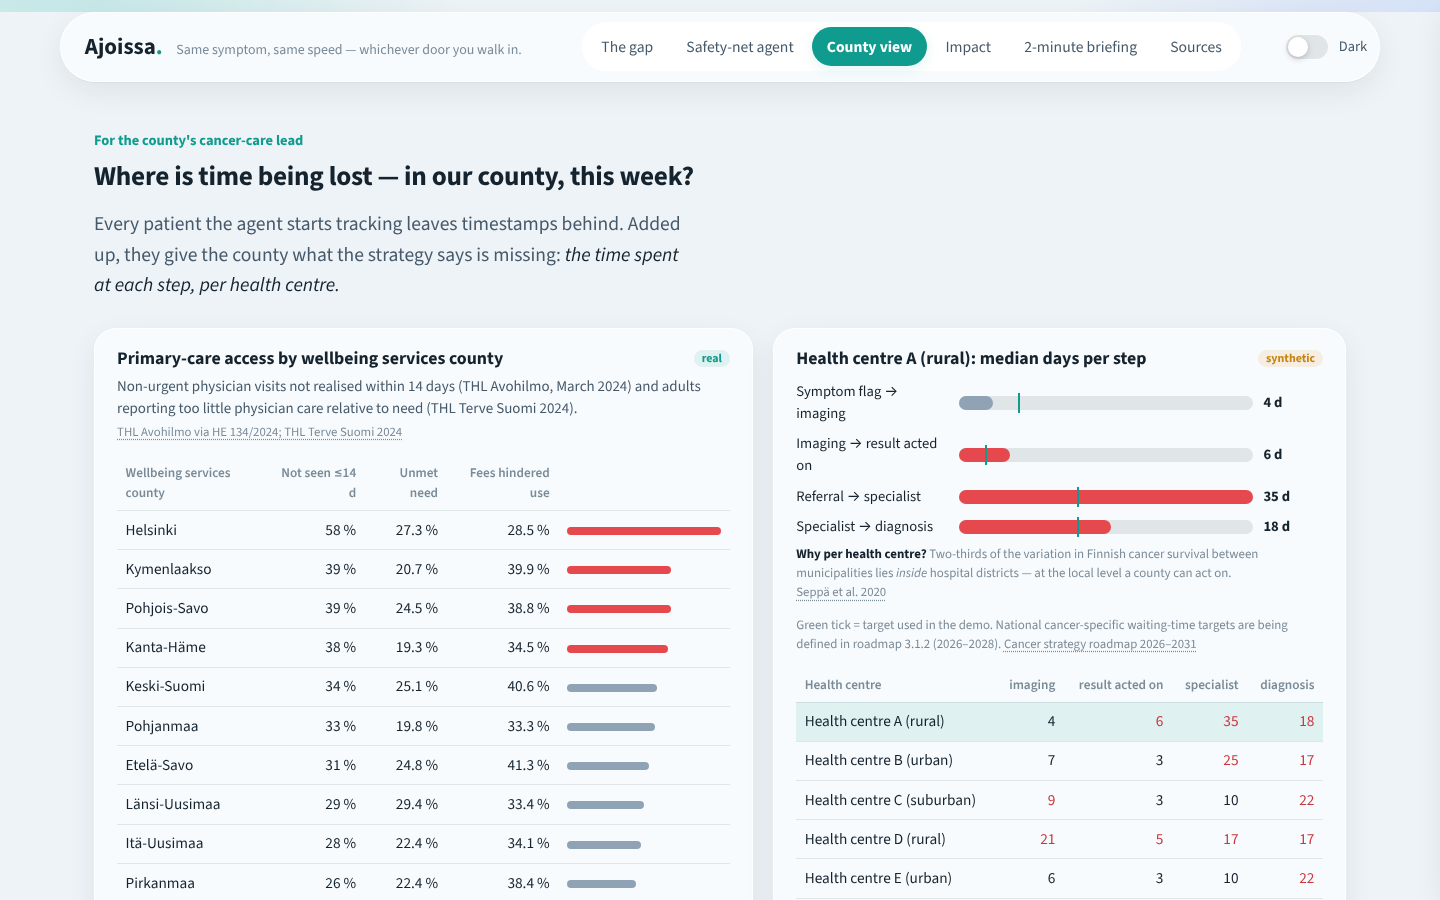 Ajoissa.
Same symptom, same speed — whichever door you walk in.
The gap
Safety-net agent
County view
Impact
2-minute briefing
Sources
Dark
For the county's cancer-care lead
Where is time being lost — in our county, this week?
Every patient the agent starts tracking leaves timestamps behind. Added
up, they give the county what the strategy says is missing: the time spent
at each step, per health centre.
Primary-care access by wellbeing services county
real
Non-urgent physician visits not realised within 14 days (THL Avohilmo, March 2024) and adults
reporting too little physician care relative to need (THL Terve Suomi 2024).
THL Avohilmo via HE 134/2024; THL Terve Suomi 2024
Wellbeing services county Not seen ≤14 d Unmet need Fees hindered use
Helsinki 58 % 27.3 % 28.5 %
Kymenlaakso 39 % 20.7 % 39.9 %
Pohjois-Savo 39 % 24.5 % 38.8 %
Kanta-Häme 38 % 19.3 % 34.5 %
Keski-Suomi 34 % 25.1 % 40.6 %
Pohjanmaa 33 % 19.8 % 33.3 %
Etelä-Savo 31 % 24.8 % 41.3 %
Länsi-Uusimaa 29 % 29.4 % 33.4 %
Itä-Uusimaa 28 % 22.4 % 34.1 %
Pirkanmaa 26 % 22.4 % 38.4 %
Health centre A (rural): median days per step
synthetic
Symptom flag → imaging 4 d
Imaging → result acted on 6 d
Referral → specialist 35 d
Specialist → diagnosis 18 d
Why per health centre? Two-thirds of the variation in Finnish cancer survival between
municipalities lies inside hospital districts — at the local level a county can act on.
Seppä et al. 2020
Green tick = target used in the demo. National cancer-specific waiting-time targets are being
defined in roadmap 3.1.2 (2026–2028). Cancer strategy roadmap 2026–2031
Health centre imaging result acted on specialist diagnosis
Health centre A (rural) 4 6 35 18
Health centre B (urban) 7 3 25 17
Health centre C (suburban) 9 3 10 22
Health centre D (rural) 21 5 17 17
Health centre E (urban) 6 3 10 22